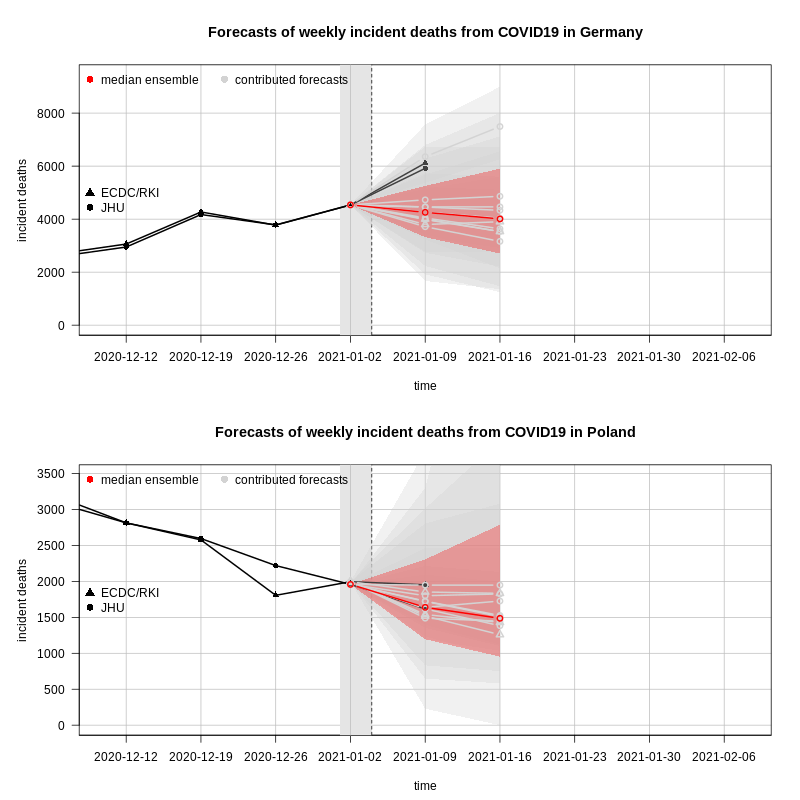 Forecasts of weekly incident deaths from COVID19 in Germany
median ensemble contributed forecasts
8000
6000
ECDC/RKI
JHU
4000
2000
0
incident deaths
2020-12-12 2020-12-19 2020-12-26 2021-01-02 2021-01-09 2021-01-16 2021-01-23 2021-01-30 2021-02-06
time
Forecasts of weekly incident deaths from COVID19 in Poland
3500
median ensemble contributed forecasts
3000
2500
2000
ECDC/RKI
JHU
1500
1000
500
0
incident deaths
2020-12-12 2020-12-19 2020-12-26 2021-01-02 2021-01-09 2021-01-16 2021-01-23 2021-01-30 2021-02-06
time